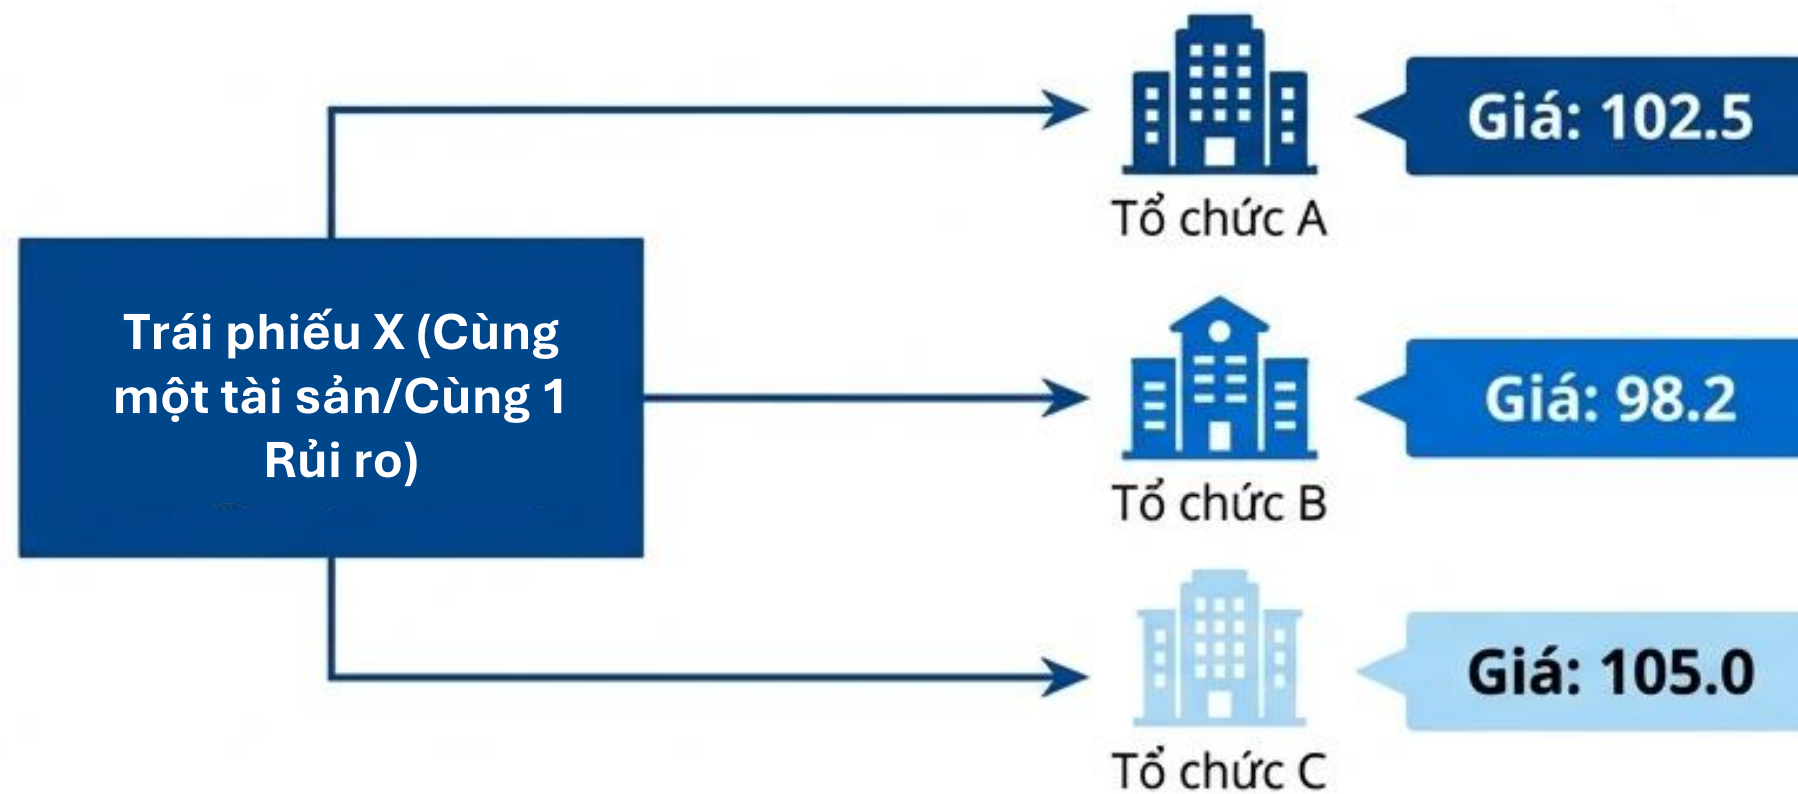 Giá: 102.5
Tổ chức A
Trái phiếu X (Cùng
một tài sản/Cùng 1
Rủi ro)
Giá: 98.2
Tổ chức B
Giá: 105.0
Tổ chức C